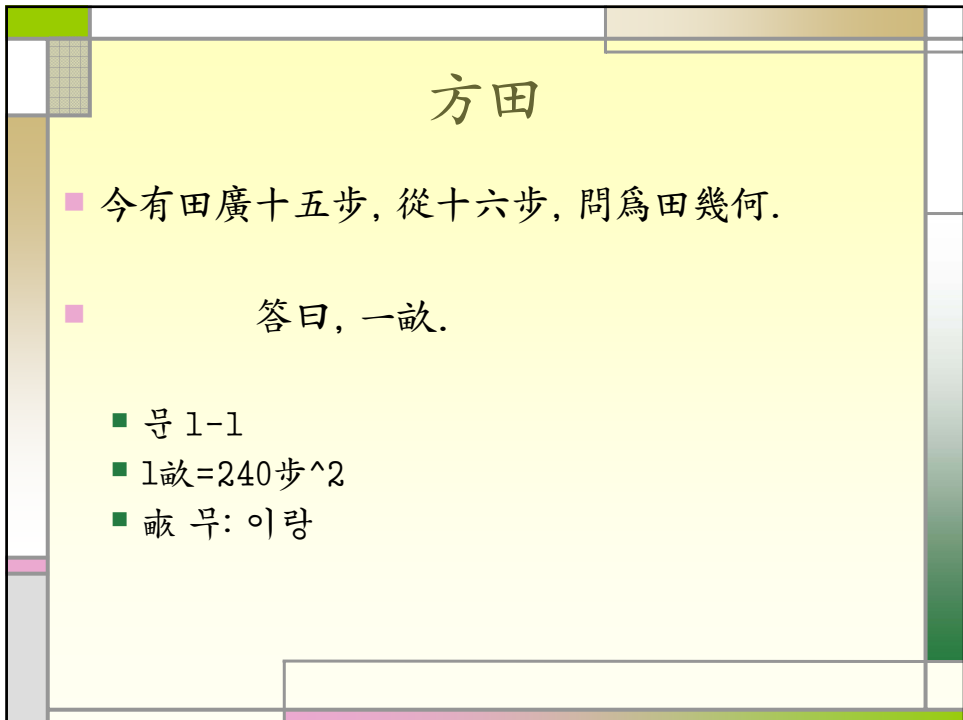 方田
今有田廣十五步, 從十六步, 問爲田幾何.
答曰, 一畝.
문 1-1
1畝=240步^2
畞 무: 이랑